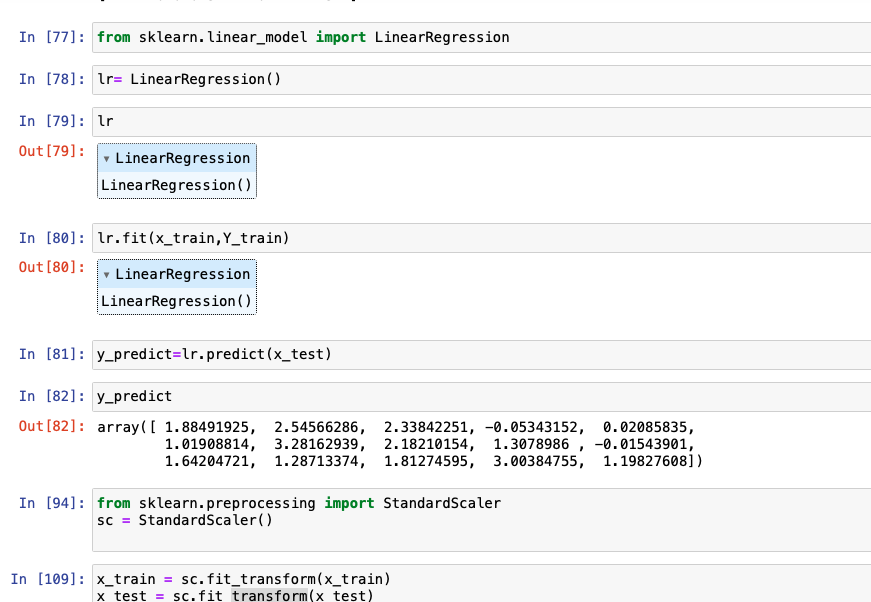 In [77]: from sklearn.linear_model import LinearRegression
In [78]: lr= LinearRegression()
In [79]: lr
Out[79]: ▾ LinearRegression
LinearRegression()
In [80]: lr.fit(x_train,Y_train)
Out[80]: ▾ LinearRegression
LinearRegression()
In [81]: y_predict=lr.predict(x_test)
In [82]: y_predict
Out[82]: array([ 1.88491925,  2.54566286,  2.33842251, -0.05343152,  0.02085835,
1.01908814,  3.28162939,  2.18210154,  1.3078986 , -0.01543901,
1.64204721,  1.28713374,  1.81274595,  3.00384755,  1.19827608])
In [94]: from sklearn.preprocessing import StandardScaler
sc = StandardScaler()
In [109]: x_train = sc.fit_transform(x_train)
x_test = sc.fit_transform(x_test)